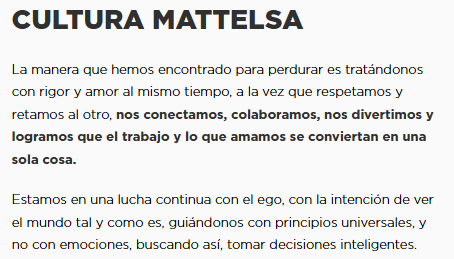 CULTURA MATTELSA
La manera que hemos encontrado para perdurar es tratándonos
con rigor y amor al mismo tiempo, a la vez que respetamos y
retamos al otro, nos conectamos, colaboramos, nos divertimos y
logramos que el trabajo y lo que amamos se conviertan en una
sola cosa.
Estamos en una lucha continua con el ego, con la intención de ver
el mundo tal y como es, guiándonos con principios universales, y
no con emociones, buscando así, tomar decisiones inteligentes.